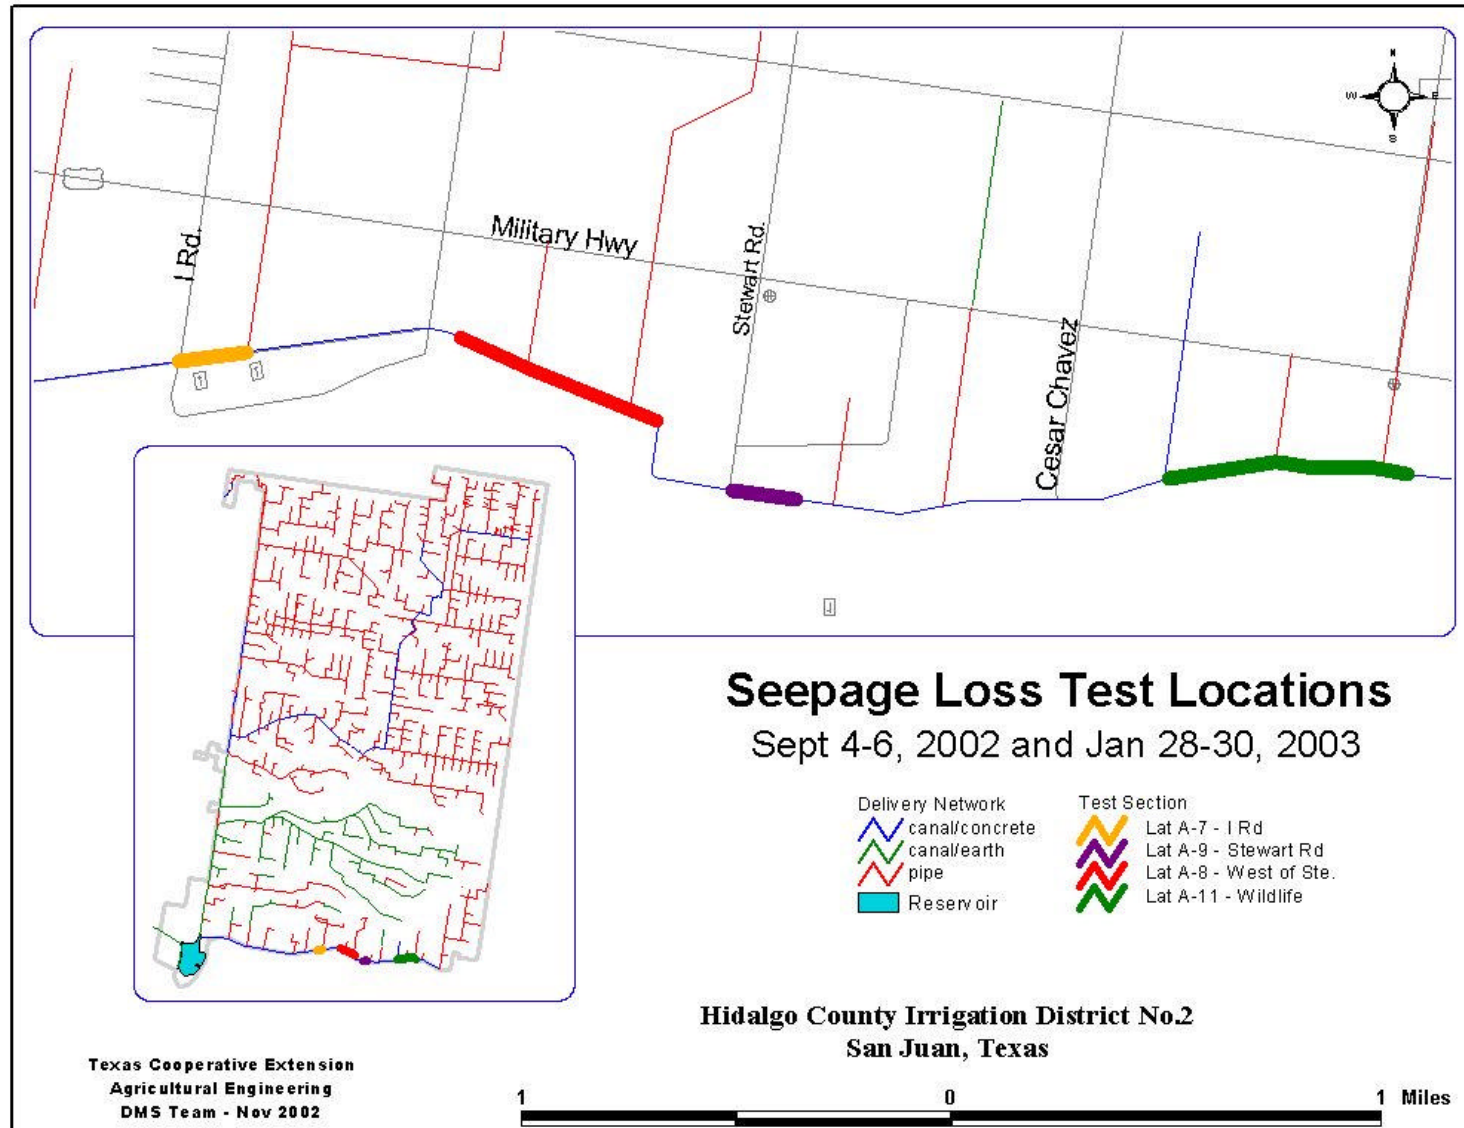 N
W
E
S
I Rd.
Military Hwy
Stewart Rd.
Cesar Chavez
Seepage Loss Test Locations
Sept 4-6, 2002 and Jan 28-30, 2003
Delivery Network
canal/concrete
canal/earth
pipe
Reservoir
Test Section
Lat A-7 - I Rd
Lat A-9 - Stewart Rd
Lat A-8 - West of Ste.
Lat A-11 - Wildlife
Hidalgo County Irrigation District No.2
San Juan, Texas
Texas Cooperative Extension
Agricultural Engineering
DMS Team - Nov 2002
1 0 1 Miles